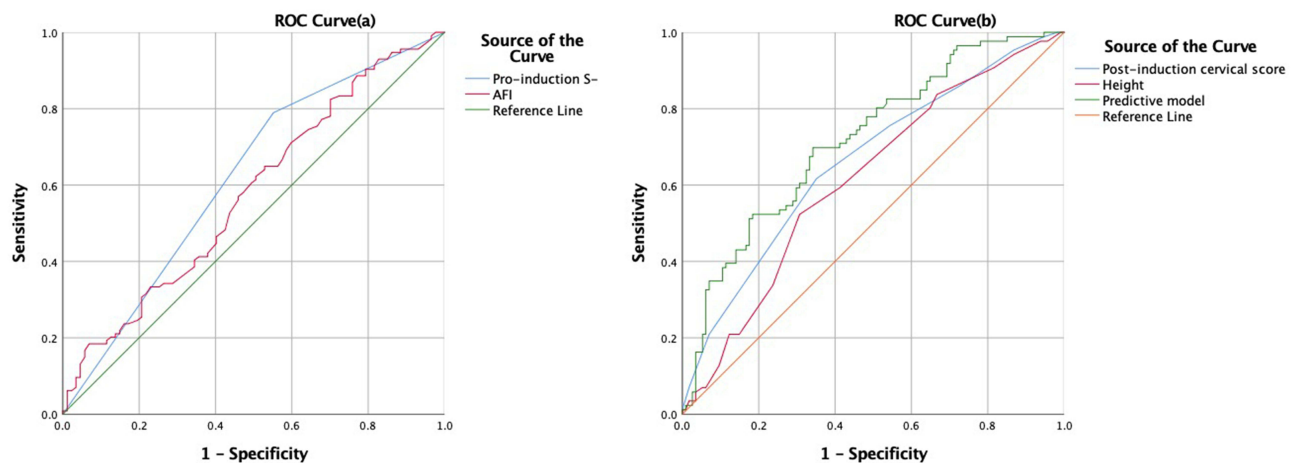 ROC Curve(a)
Source of the
Curve
Pro-induction S-
AFI
Reference Line
1.0
0.8
0.6
0.4
0.2
0.0
Sensitivity
0.0 0.2 0.4 0.6 0.8 1.0
1 - Specificity
ROC Curve(b)
Source of the Curve
Post-induction cervical score
Height
Predictive model
Reference Line
1.0
0.8
0.6
0.4
0.2
0.0
Sensitivity
0.0 0.2 0.4 0.6 0.8 1.0
1 - Specificity